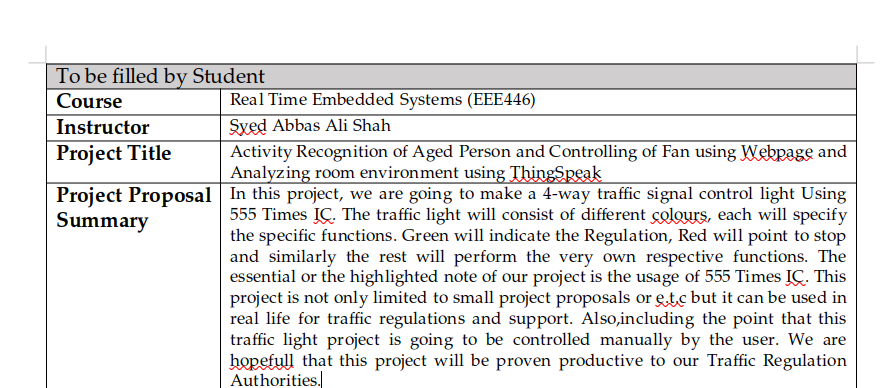 To be filled by Student
Course
Real Time Embedded Systems (EEE446)
Instructor
Syed Abbas Ali Shah
Project Title
Activity Recognition of Aged Person and Controlling of Fan using Webpage and
Analyzing room environment using ThingSpeak
Project Proposal
Summary
In this project, we are going to make a 4-way traffic signal control light Using
555 Times IC. The traffic light will consist of different colours, each will specify
the specific functions. Green will indicate the Regulation, Red will point to stop
and similarly the rest will perform the very own respective functions. The
essential or the highlighted note of our project is the usage of 555 Times IC. This
project is not only limited to small project proposals or e.t.c but it can be used in
real life for traffic regulations and support. Also,including the point that this
traffic light project is going to be controlled manually by the user. We are
hopefull that this project will be proven productive to our Traffic Regulation
Authorities.